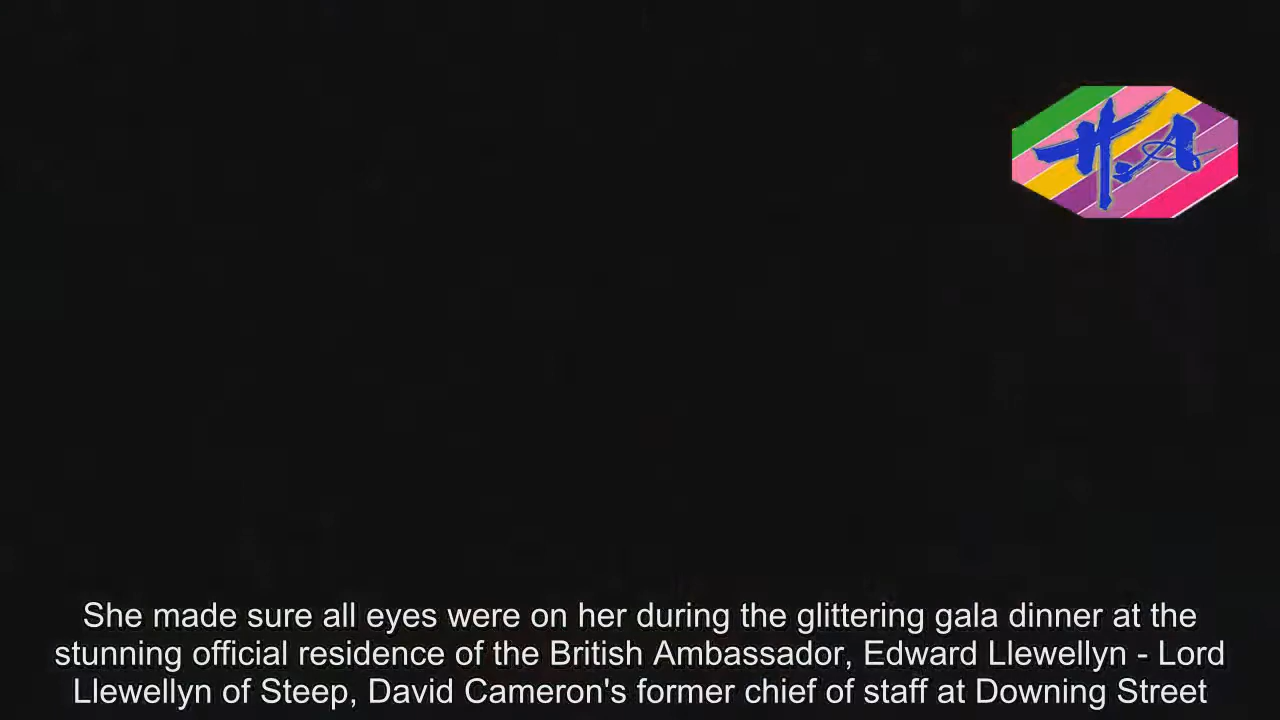 She made sure all eyes were on her during the glittering gala dinner at the
stunning official residence of the British Ambassador, Edward Llewellyn - Lord
Llewellyn of Steep, David Cameron's former chief of staff at Downing Street